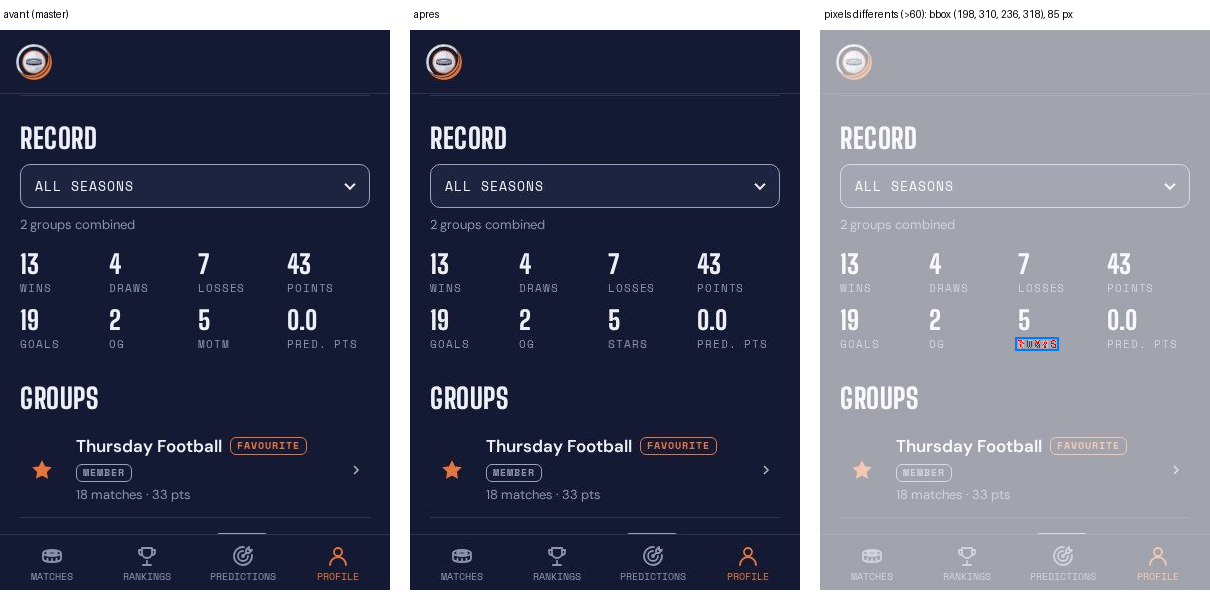 avant (master)
apres
pixels differents (>60): bbox (198, 310, 236, 318), 85 px
RECORD
ALL SEASONS
2 groups combined
13 4 7 43
WINS DRAWS LOSSES POINTS
19 2 5 0.0
GOALS OG MOTM PRED. PTS
GROUPS
Thursday Football FAVOURITE
MEMBER
18 matches · 33 pts
MATCHES RANKINGS PREDICTIONS PROFILE
RECORD
ALL SEASONS
2 groups combined
13 4 7 43
WINS DRAWS LOSSES POINTS
19 2 5 0.0
GOALS OG STARS PRED. PTS
GROUPS
Thursday Football FAVOURITE
MEMBER
18 matches · 33 pts
MATCHES RANKINGS PREDICTIONS PROFILE
RECORD
ALL SEASONS
2 groups combined
13 4 7 43
WINS DRAWS LOSSES POINTS
19 2 5 0.0
GOALS OG PRED. PTS
GROUPS
Thursday Football FAVOURITE
MEMBER
18 matches · 33 pts
MATCHES RANKINGS PREDICTIONS PROFILE